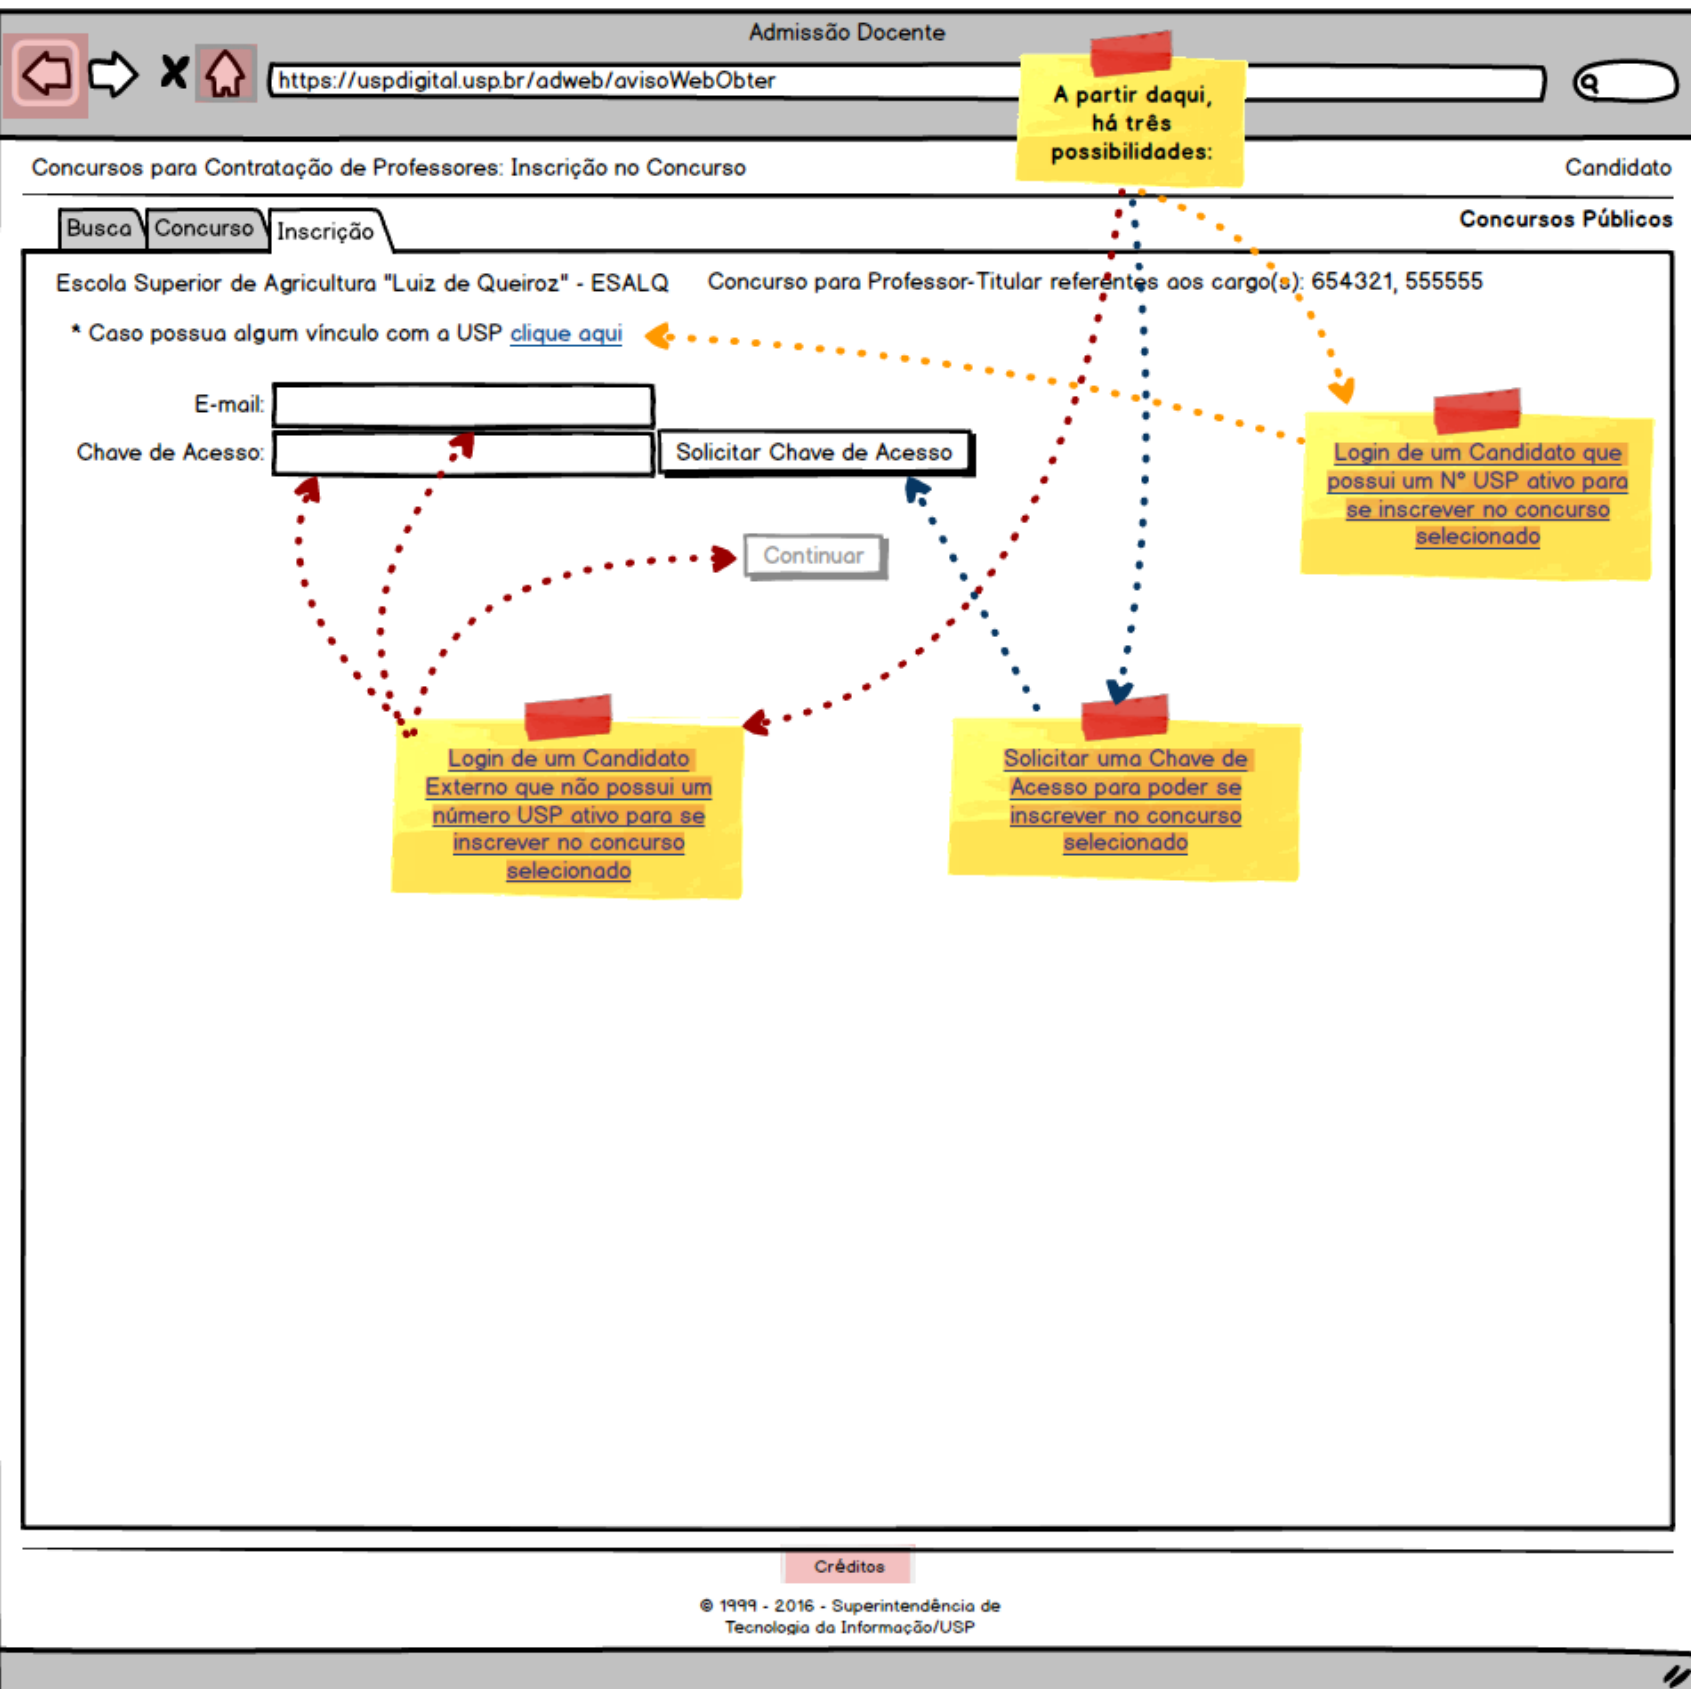 Admissão Docente
https://uspdigital.usp.br/adweb/avisoWebObter
A partir daqui,
há três
possibilidades:
Concursos para Contratação de Professores: Inscrição no Concurso
Candidato
Busca
Concurso
Inscrição
Concursos Públicos
Escola Superior de Agricultura "Luiz de Queiroz" - ESALQ
Concurso para Professor-Titular referentes aos cargo(s): 654321, 555555
* Caso possua algum vínculo com a USP clique aqui
E-mail:
Chave de Acesso:
Solicitar Chave de Acesso
Login de um Candidato que
possui um Nº USP ativo para
se inscrever no concurso
selecionado
Continuar
Login de um Candidato
Externo que não possui um
número USP ativo para se
inscrever no concurso
selecionado
Solicitar uma Chave de
Acesso para poder se
inscrever no concurso
selecionado
Créditos
© 1999 - 2016 - Superintendência de
Tecnologia da Informação/USP